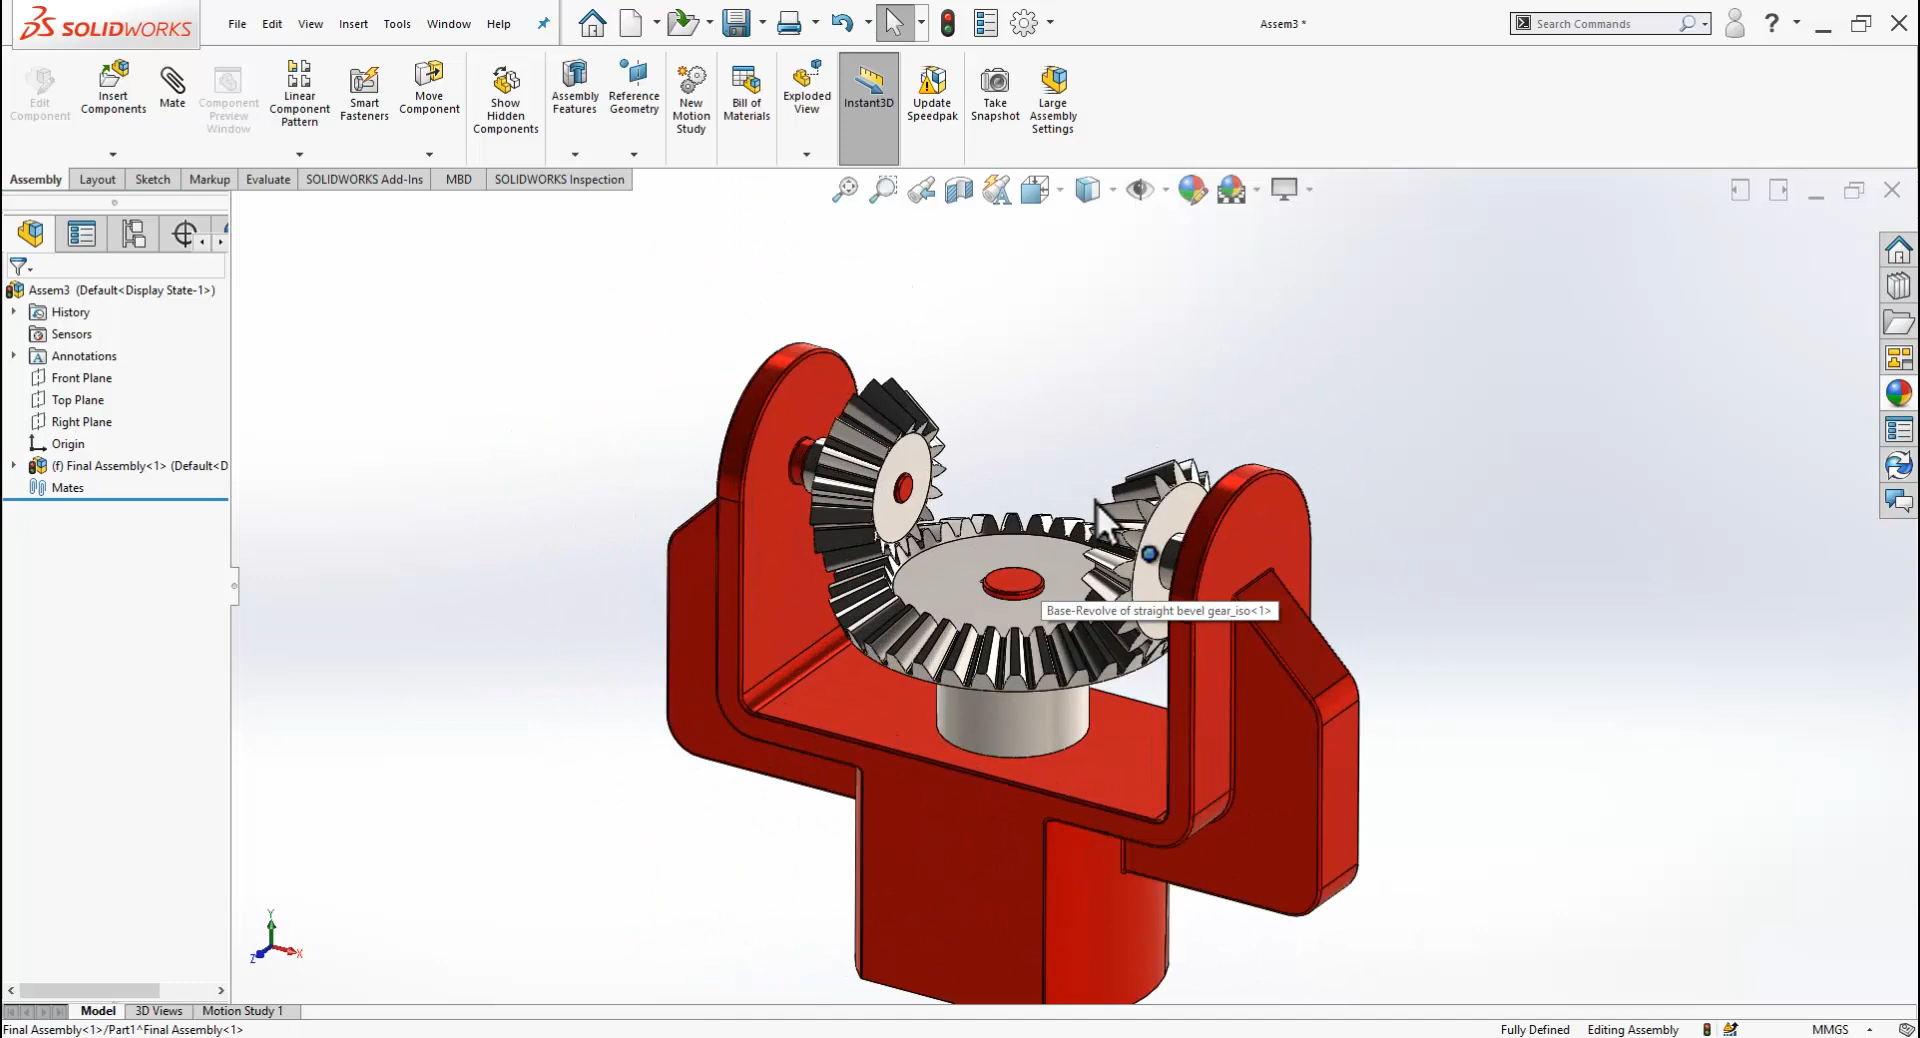 SOLIDWORKS
File Edit View Insert Tools Window Help
Assem3 *
Search Commands
?
Edit Component
Insert Components
Mate
Component Preview Window
Linear Component Pattern
Smart Fasteners
Move Component
Show Hidden Components
Assembly Features
Reference Geometry
New Motion Study
Bill of Materials
Exploded View
Instant3D
Update Speedpak
Take Snapshot
Large Assembly Settings
Assembly Layout Sketch Markup Evaluate SOLIDWORKS Add-Ins MBD SOLIDWORKS Inspection
Assem3 (Default<Display State-1>)
History
Sensors
A Annotations
Front Plane
Top Plane
Right Plane
Origin
(f) Final Assembly<1> (Default<D
Mates
Base-Revolve of straight bevel gear_iso<1>
Y
Z X
Model 3D Views Motion Study 1
Final Assembly<1>/Part1^Final Assembly<1>
Fully Defined Editing Assembly MMGS